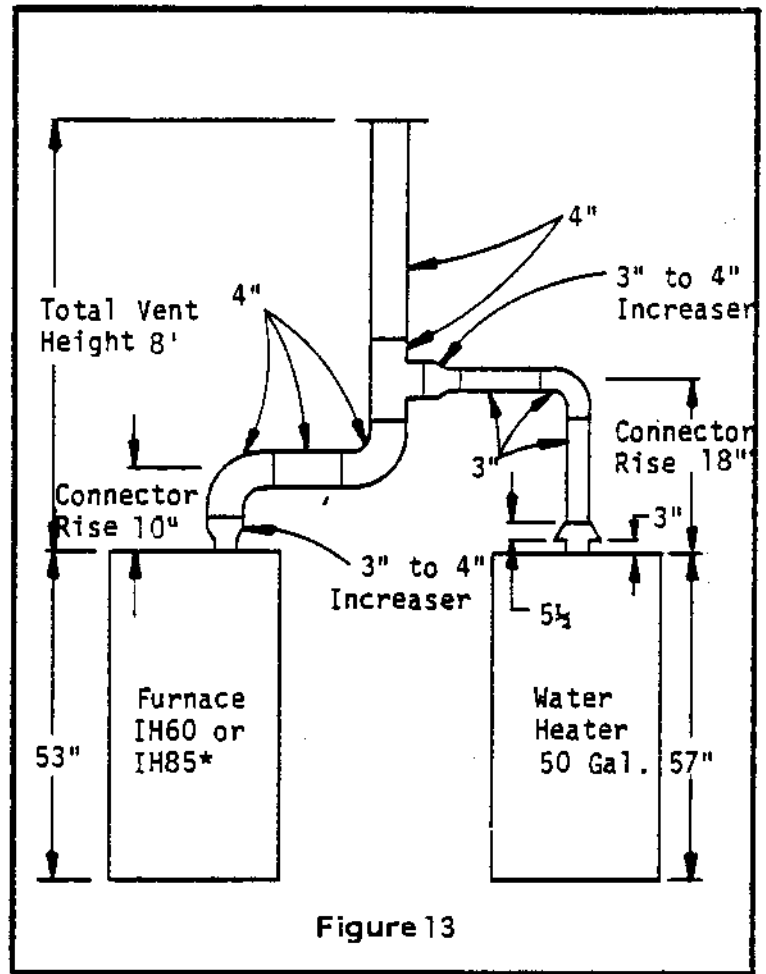 4"
3" to 4"
Increaser
Total Vent
Height 8'
4"
Connector
Rise 18"
3"
Connector
Rise 10"
3"
3" to 4"
Increaser
5½
Furnace
IH60 or
IH85*
Water
Heater
50 Gal.
53"
57"
Figure 13